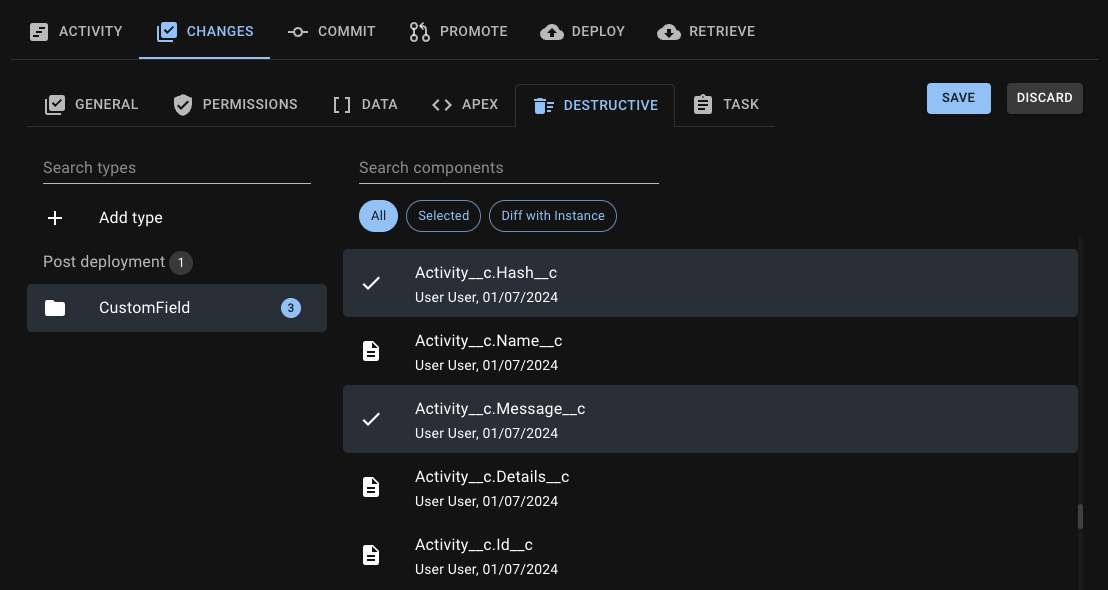 ACTIVITY CHANGES COMMIT PROMOTE DEPLOY RETRIEVE
GENERAL PERMISSIONS DATA APEX DESTRUCTIVE TASK SAVE DISCARD
Search types
Add type
Post deployment 1
CustomField 3
Search components
All Selected Diff with Instance
Activity__c.Hash__c
User User, 01/07/2024
Activity__c.Name__c
User User, 01/07/2024
Activity__c.Message__c
User User, 01/07/2024
Activity__c.Details__c
User User, 01/07/2024
Activity__c.Id__c
User User, 01/07/2024